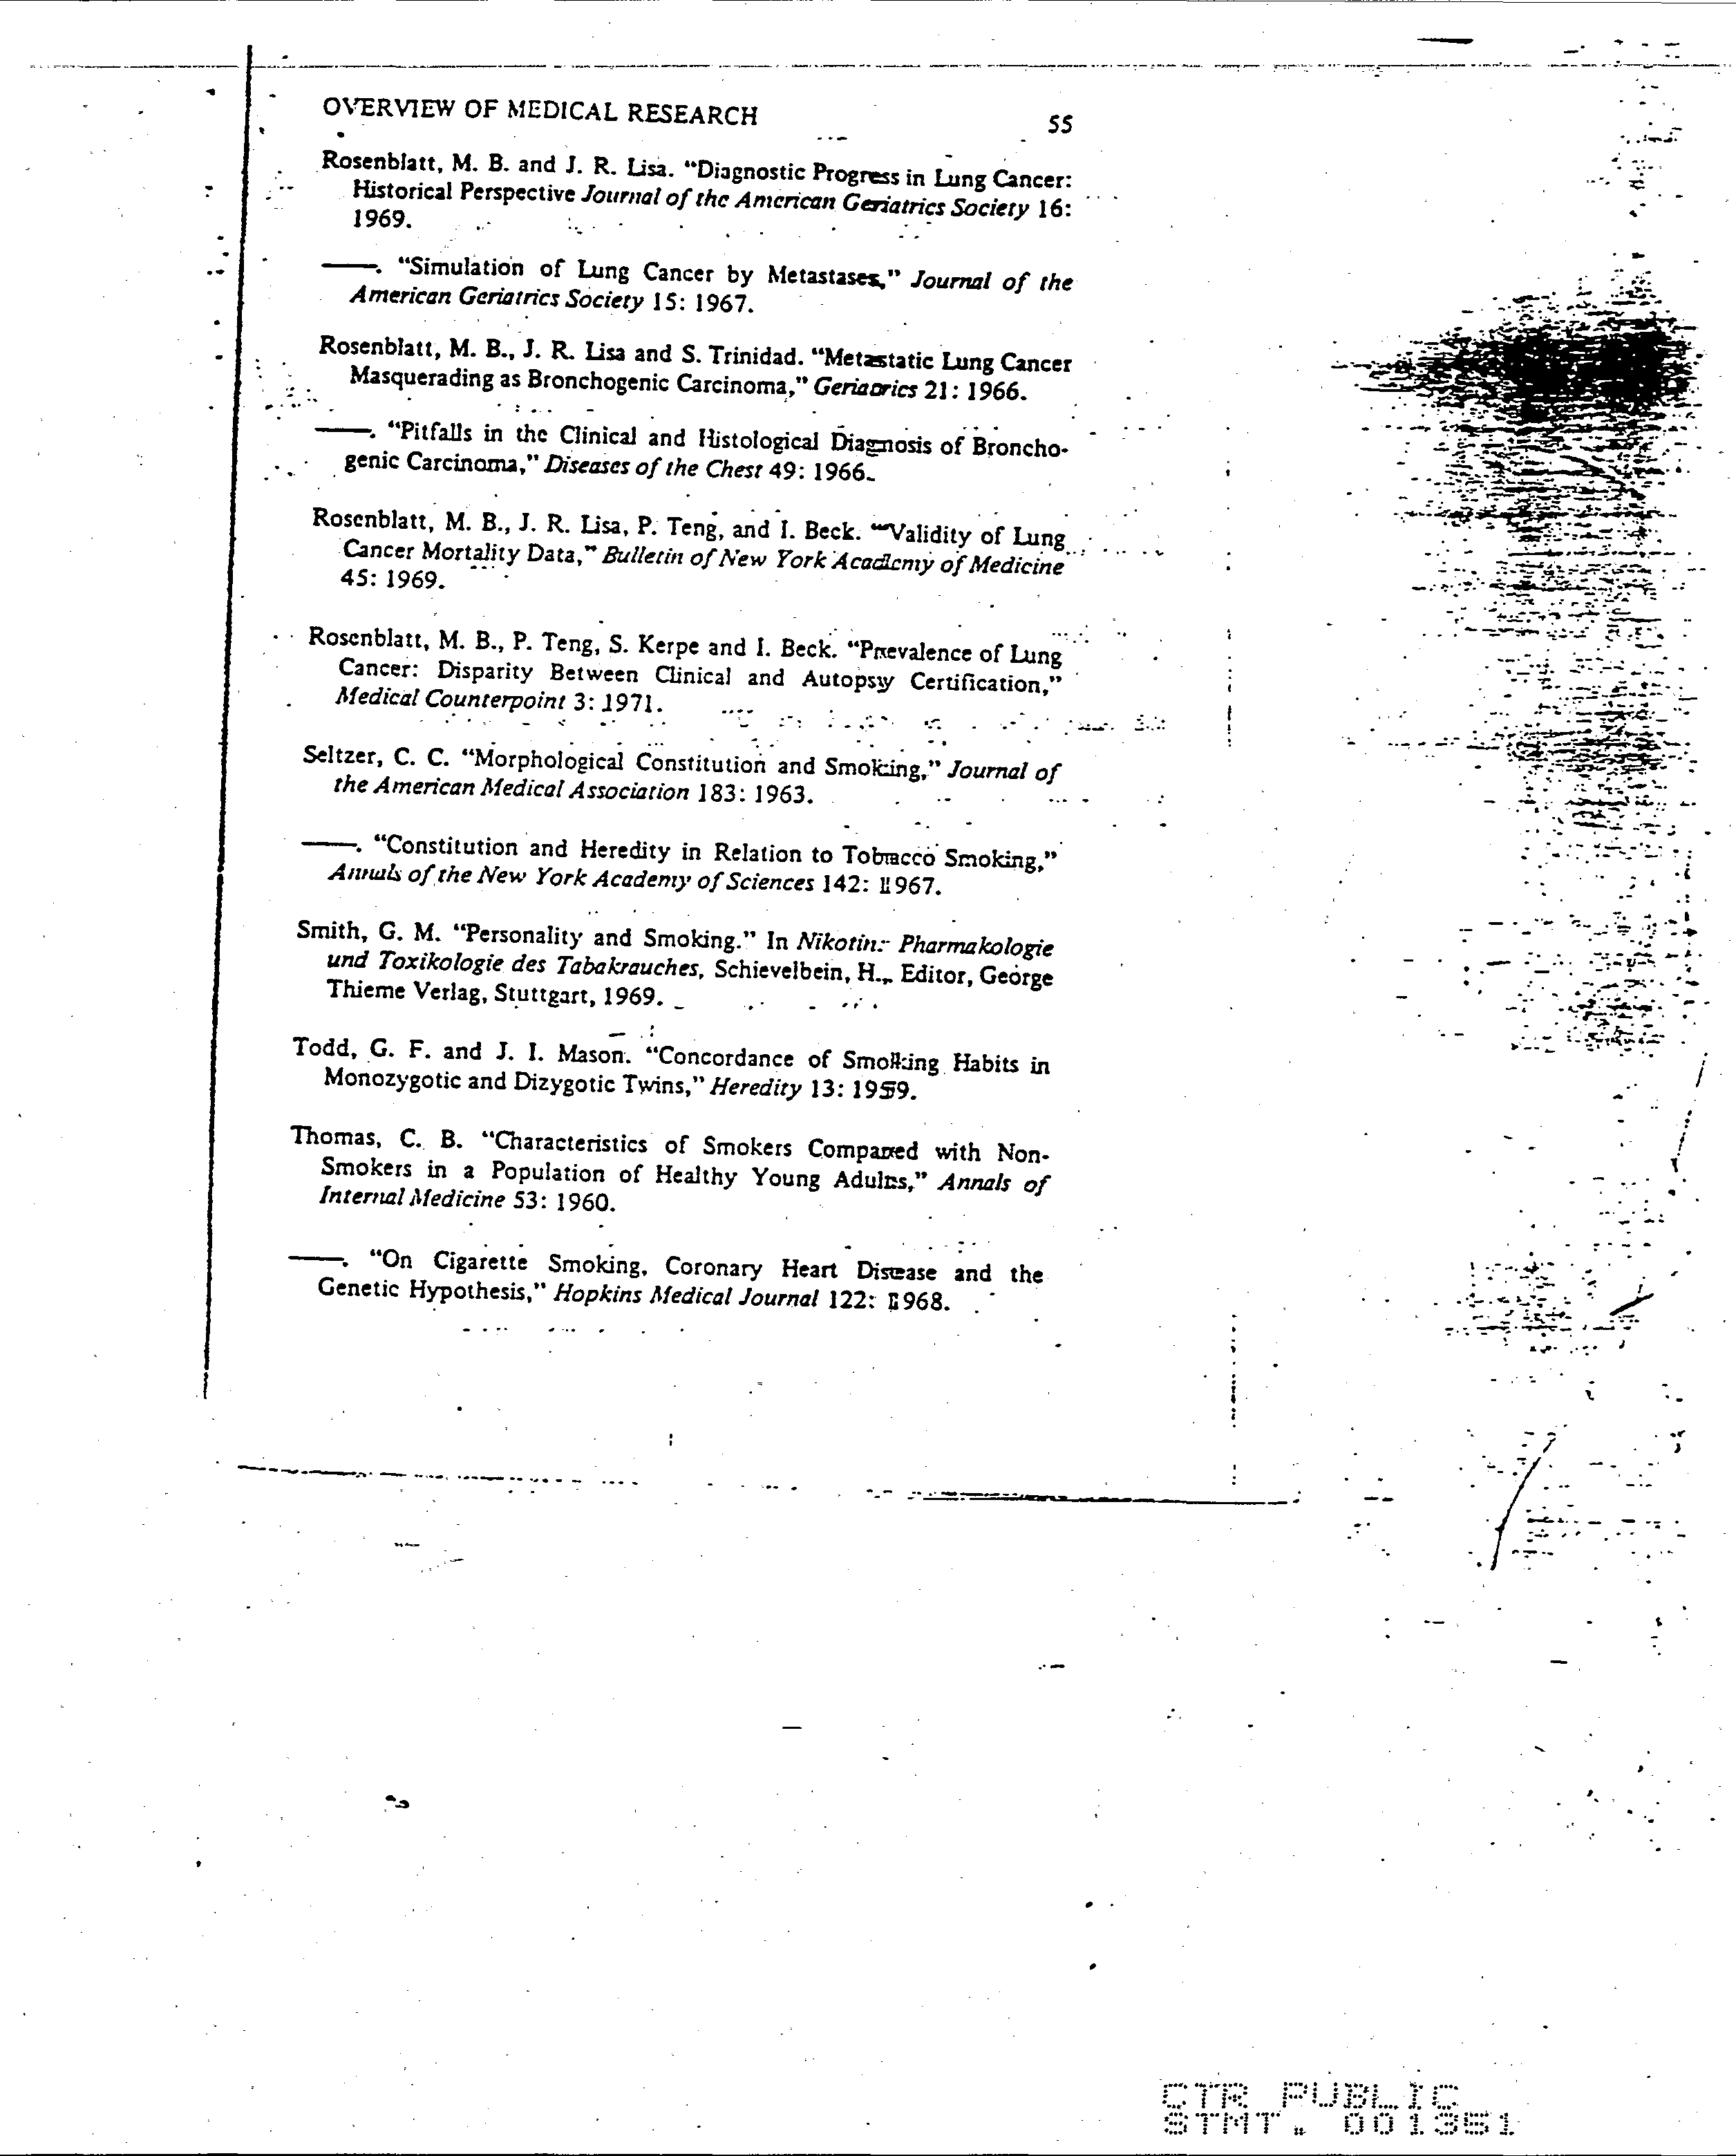 OVERVIEW OF MEDICAL RESEARCH 55
Rosenblatt, M. B. and J. R. Lisa. “Diagnostic Progress in Lung Cancer:
Historical Perspective Journal of the American Geriatrics Society 16:
1969.
———. “Simulation of Lung Cancer by Metastases,” Journal of the
American Geriatrics Society 15: 1967.
Rosenblatt, M. B., J. R. Lisa and S. Trinidad. “Metastatic Lung Cancer
Masquerading as Bronchogenic Carcinoma,” Geriatrics 21: 1966.
———. “Pitfalls in the Clinical and Histological Diagnosis of Broncho-
genic Carcinoma,” Diseases of the Chest 49: 1966.
Rosenblatt, M. B., J. R. Lisa, P. Teng, and I. Beck. “Validity of Lung
Cancer Mortality Data,” Bulletin of New York Academy of Medicine
45: 1969.
Rosenblatt, M. B., P. Teng, S. Kerpe and I. Beck. “Prevalence of Lung
Cancer: Disparity Between Clinical and Autopsy Certification,”
Medical Counterpoint 3: 1971.
Seltzer, C. C. “Morphological Constitution and Smoking,” Journal of
the American Medical Association 183: 1963.
———. “Constitution and Heredity in Relation to Tobacco Smoking,”
Annals of the New York Academy of Sciences 142: 1967.
Smith, G. M. “Personality and Smoking.” In Nikotin: Pharmakologie
und Toxikologie des Tabakrauches, Schievelbein, H., Editor, George
Thieme Verlag, Stuttgart, 1969.
Todd, G. F. and J. I. Mason. “Concordance of Smoking Habits in
Monozygotic and Dizygotic Twins,” Heredity 13: 1959.
Thomas, C. B. “Characteristics of Smokers Compared with Non-
Smokers in a Population of Healthy Young Adults,” Annals of
Internal Medicine 53: 1960.
———. “On Cigarette Smoking, Coronary Heart Disease and the
Genetic Hypothesis,” Hopkins Medical Journal 122: 1968.
CTR PUBLIC
STMT. 001351